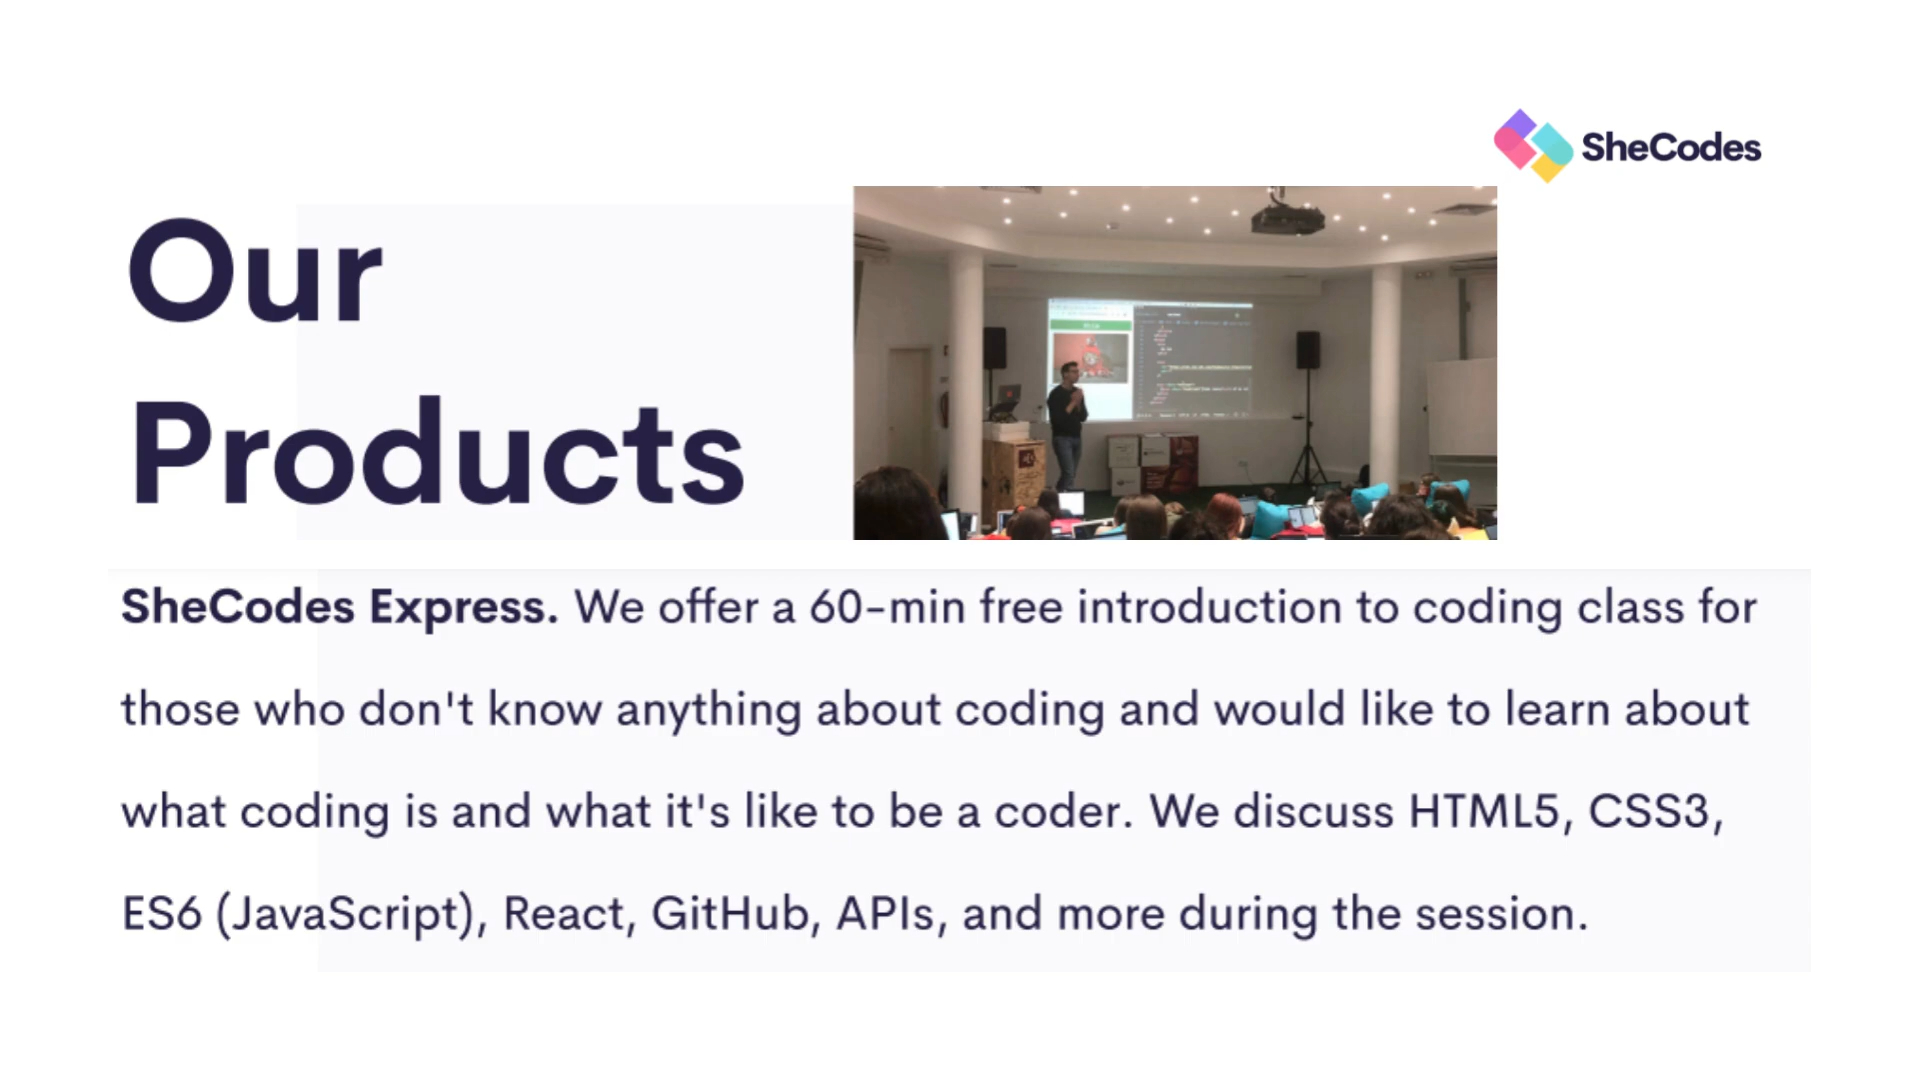 SheCodes
Our
Products
SheCodes Express. We offer a 60-min free introduction to coding class for
those who don't know anything about coding and would like to learn about
what coding is and what it's like to be a coder. We discuss HTML5, CSS3,
ES6 (JavaScript), React, GitHub, APIs, and more during the session.